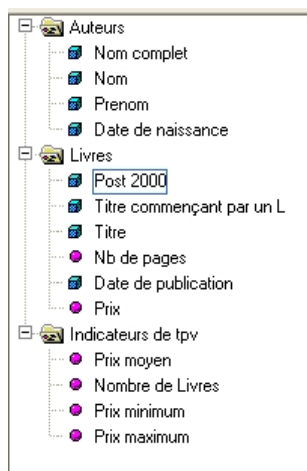 Auteurs
Nom complet
Nom
Prenom
Date de naissance
Livres
Post 2000
Titre commençant par un L
Titre
Nb de pages
Date de publication
Prix
Indicateurs de tpv
Prix moyen
Nombre de Livres
Prix minimum
Prix maximum